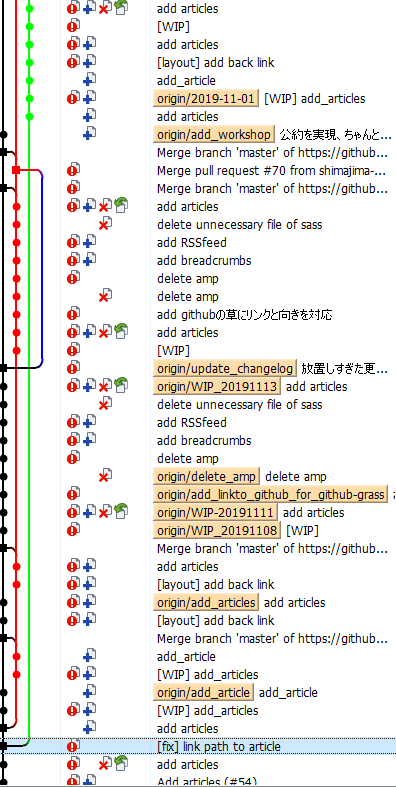 add articles
[WIP]
add articles
[layout] add back link
add_article
origin/2019-11-01 [WIP] add_articles
add articles
origin/add_workshop 公約を実現、ちゃんと...
Merge branch 'master' of https://github...
Merge pull request #70 from shimajima-...
Merge branch 'master' of https://github...
add articles
delete unnecessary file of sass
add RSSfeed
add breadcrumbs
delete amp
delete amp
add githubの草にリンクと向きを対応
add articles
[WIP]
origin/update_changelog 放置しすぎた更...
origin/WIP_20191113 add articles
delete unnecessary file of sass
add RSSfeed
add breadcrumbs
delete amp
origin/delete_amp delete amp
origin/add_linkto_github_for_github-grass
origin/WIP-20191111 add articles
origin/WIP_20191108 [WIP]
Merge branch 'master' of https://github...
add articles
[layout] add back link
origin/add_articles add articles
[layout] add back link
Merge branch 'master' of https://github...
add_article
[WIP] add_articles
origin/add_article add_article
[WIP] add_articles
add articles
[fix] link path to article
add articles
Add articles (#54)